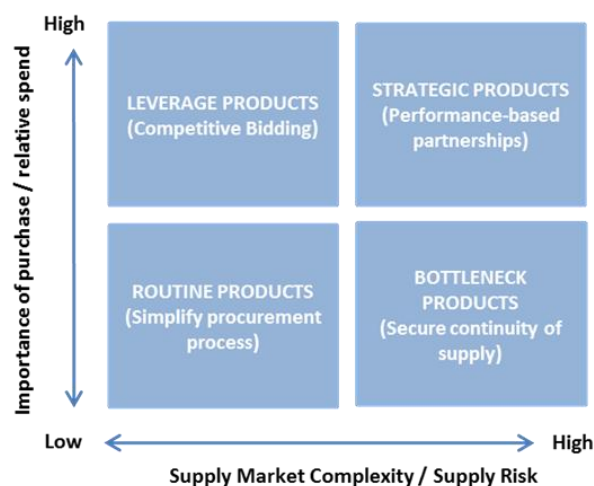 High
LEVERAGE PRODUCTS
(Competitive Bidding)
STRATEGIC PRODUCTS
(Performance-based
partnerships)
Importance of purchase / relative spend
ROUTINE PRODUCTS
(Simplify procurement
process)
BOTTLENECK
PRODUCTS
(Secure continuity of
supply)
Low
High
Supply Market Complexity / Supply Risk